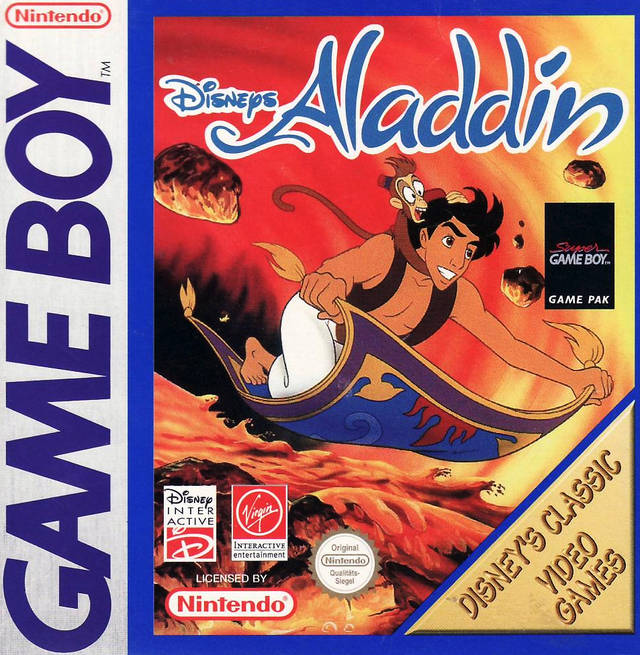 Nintendo
GAME BOY
TM
DISNEY'S Aladdin
Super
GAME BOY™
GAME PAK
DISNEY
INTER
ACTIVE
D
Virgin
INTERACTIVE
entertainment
LICENSED BY
Nintendo
Original
Nintendo
Qualitäts-
Siegel
DISNEY'S CLASSIC
VIDEO
GAMES